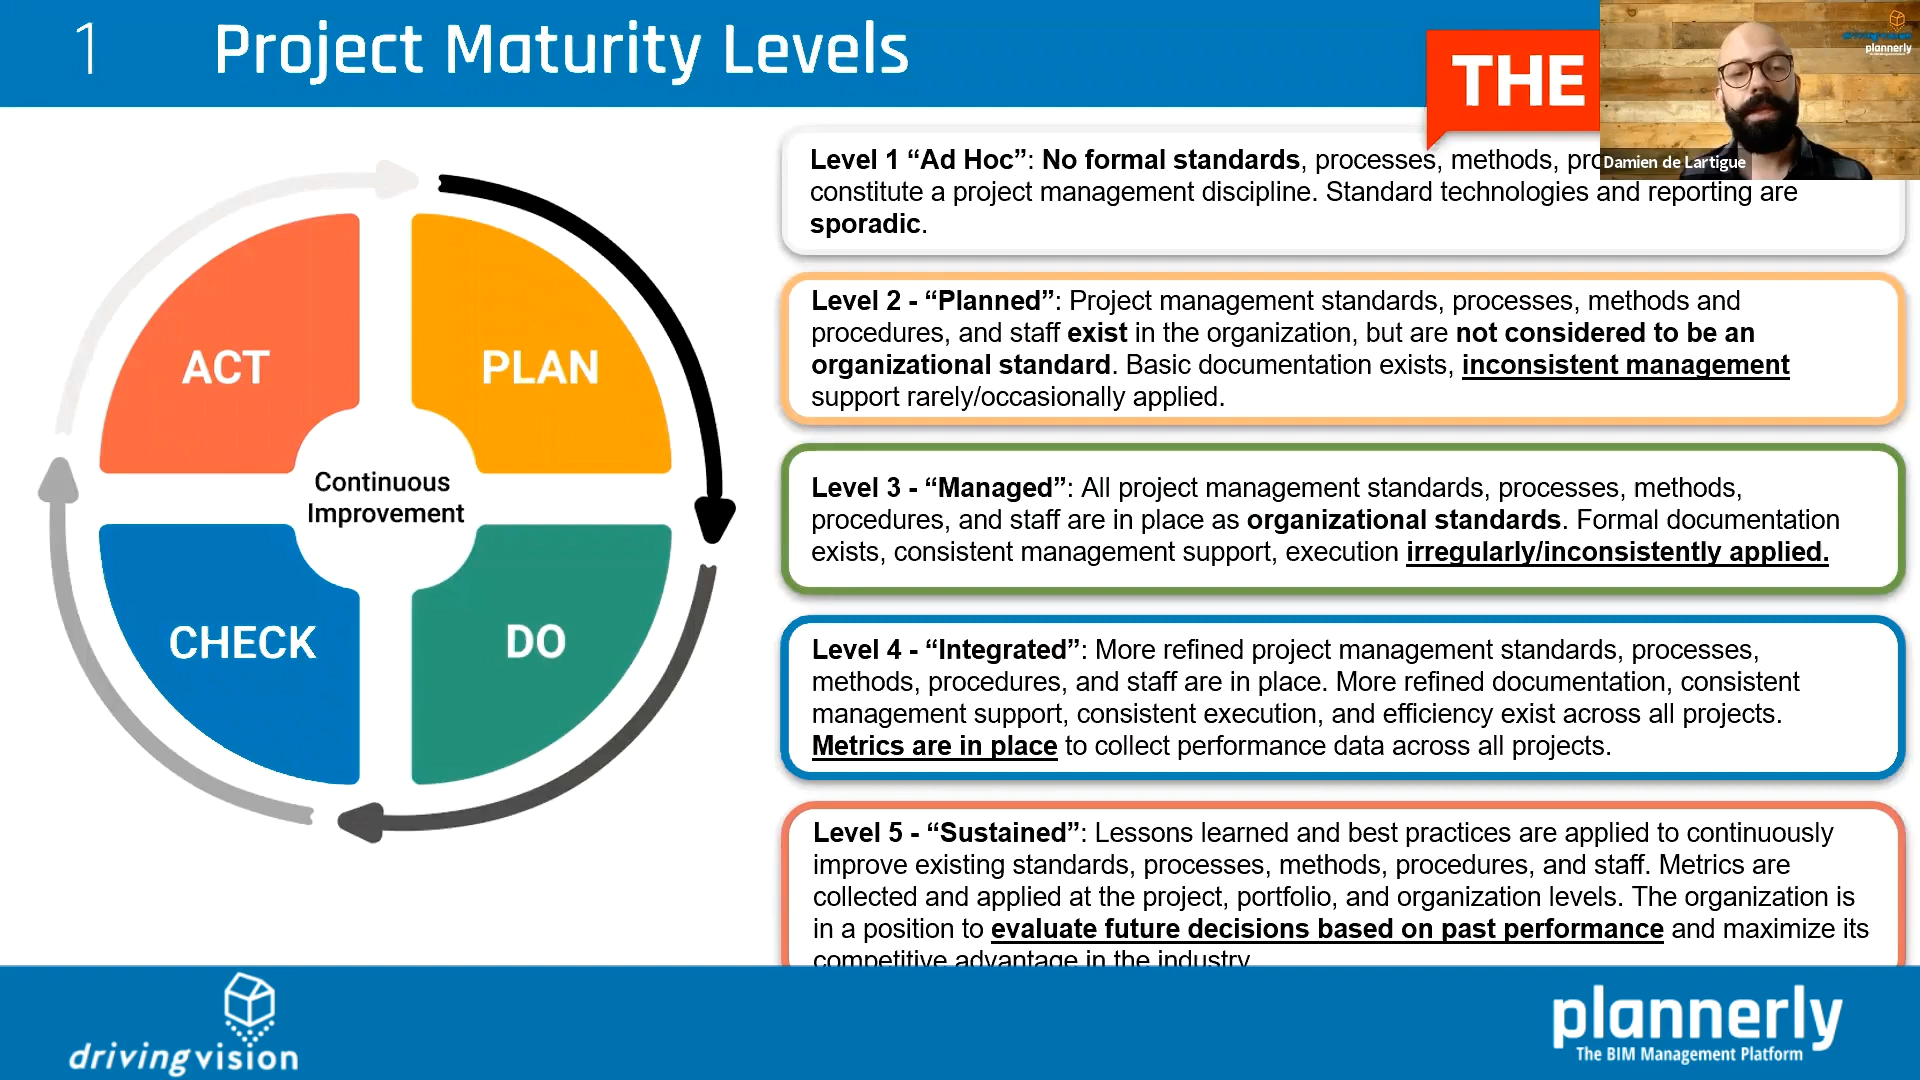 1
Project Maturity Levels
THE
plannerly
Damien de Lartigue
ACT
PLAN
Continuous
Improvement
CHECK
DO
Level 1 “Ad Hoc”: No formal standards, processes, methods,
constitute a project management discipline. Standard technologies and reporting are
sporadic.
Level 2 - “Planned”: Project management standards, processes, methods and
procedures, and staff exist in the organization, but are not considered to be an
organizational standard. Basic documentation exists, inconsistent management
support rarely/occasionally applied.
Level 3 - “Managed”: All project management standards, processes, methods,
procedures, and staff are in place as organizational standards. Formal documentation
exists, consistent management support, execution irregularly/inconsistently applied.
Level 4 - “Integrated”: More refined project management standards, processes,
methods, procedures, and staff are in place. More refined documentation, consistent
management support, consistent execution, and efficiency exist across all projects.
Metrics are in place to collect performance data across all projects.
Level 5 - “Sustained”: Lessons learned and best practices are applied to continuously
improve existing standards, processes, methods, procedures, and staff. Metrics are
collected and applied at the project, portfolio, and organization levels. The organization is
in a position to evaluate future decisions based on past performance and maximize its
competitive advantage in the industry.
drivingvision
plannerly
The BIM Management Platform